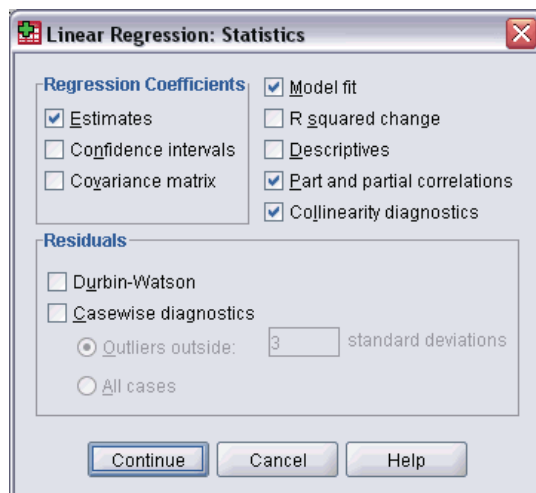 Linear Regression: Statistics
Regression Coefficients
Estimates
Confidence intervals
Covariance matrix
Model fit
R squared change
Descriptives
Part and partial correlations
Collinearity diagnostics
Residuals
Durbin-Watson
Casewise diagnostics
Outliers outside: 3 standard deviations
All cases
Continue Cancel Help